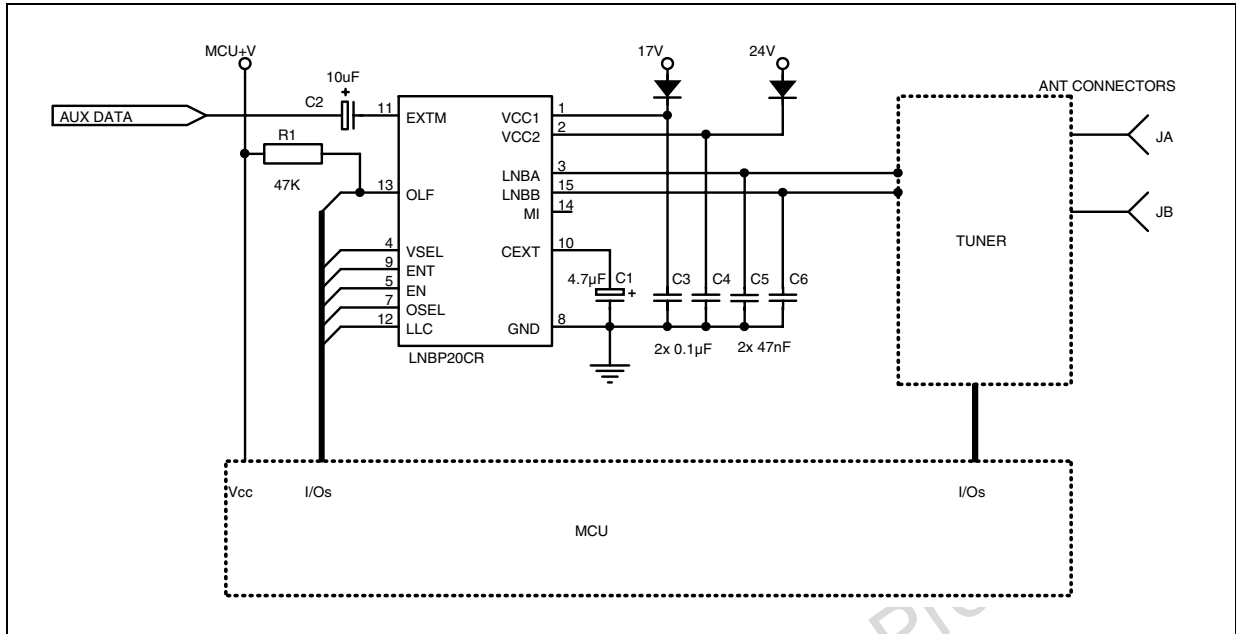 MCU+V
17V
24V
10uF
+
C2
ANT CONNECTORS
AUX DATA
11
EXTM
VCC1
1
VCC2
2
JA
R1
47K
LNBA
3
13
OLF
LNBB
15
MI
14
JB
TUNER
4
VSEL
CEXT
10
9
ENT
4.7µF
C1
+
C3
C4
C5
C6
5
EN
7
OSEL
12
LLC
GND
8
LNBP20CR
2x 0.1µF
2x 47nF
Vcc
I/Os
I/Os
MCU